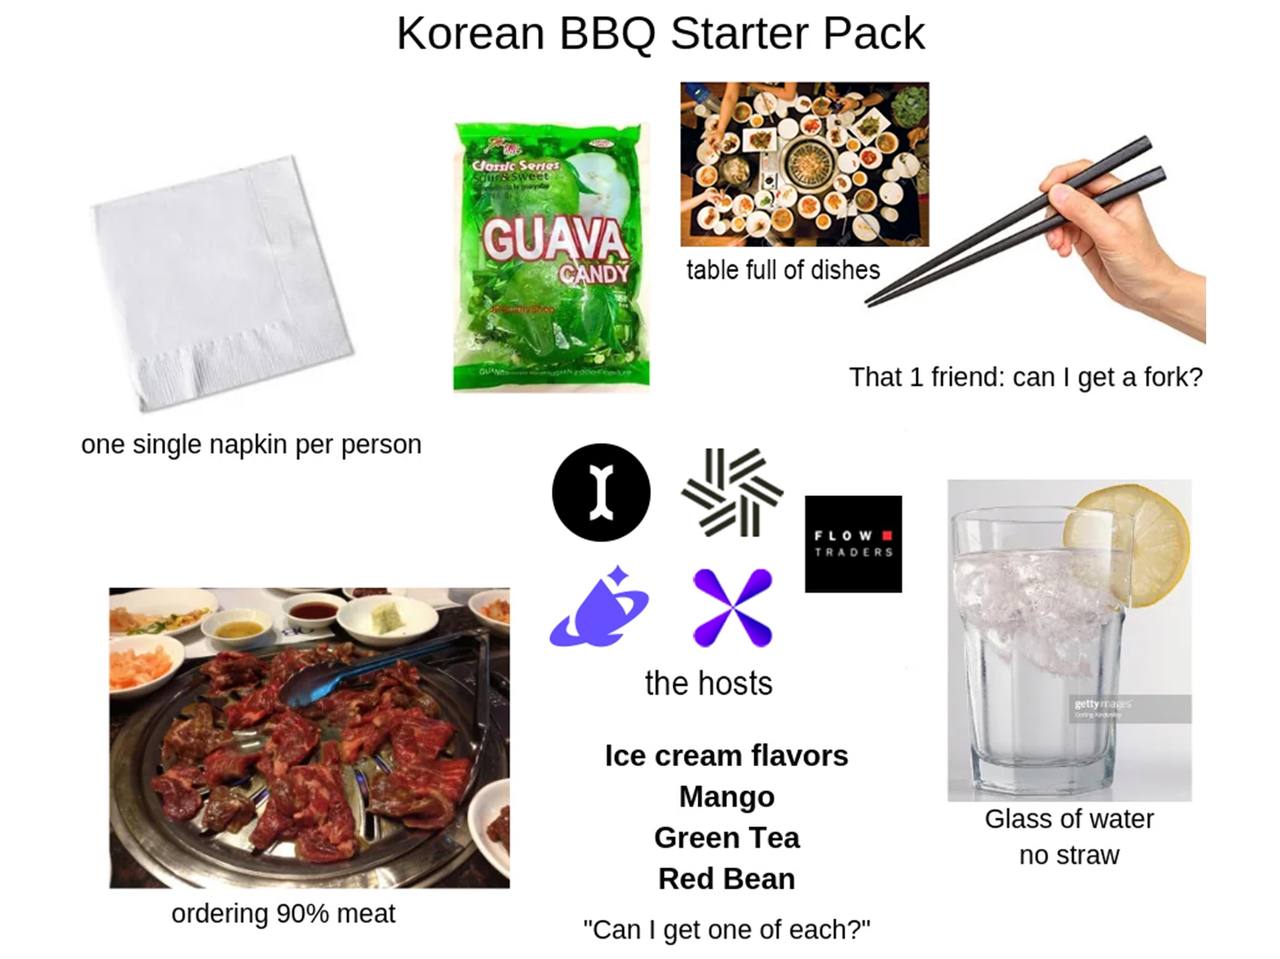 Korean BBQ Starter Pack
Classic Series
Sour & Sweet
GUAVA
CANDY
table full of dishes
That 1 friend: can I get a fork?
one single napkin per person
FLOW
TRADERS
the hosts
gettyimages
Ice cream flavors
Mango
Green Tea
Red Bean
"Can I get one of each?"
Glass of water
no straw
ordering 90% meat